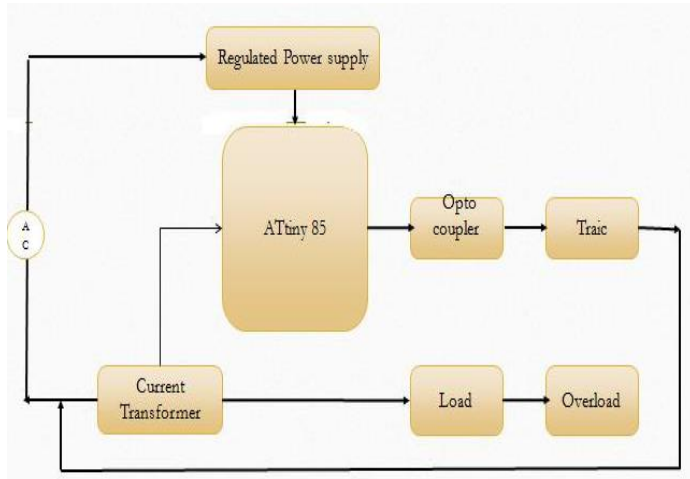 Regulated Power supply
ATtiny 85
Opto
coupler
Traic
A
C
Current
Transformer
Load
Overload